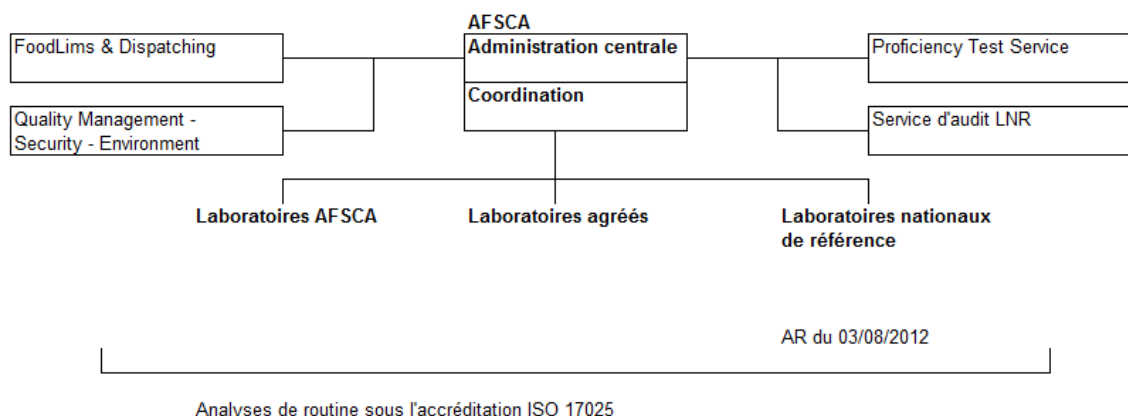 AFSCA
FoodLims & Dispatching
Administration centrale
Proficiency Test Service
Coordination
Quality Management -
Security - Environment
Service d'audit LNR
Laboratoires AFSCA
Laboratoires agréés
Laboratoires nationaux
de référence
AR du 03/08/2012
Analyses de routine sous l'accréditation ISO 17025